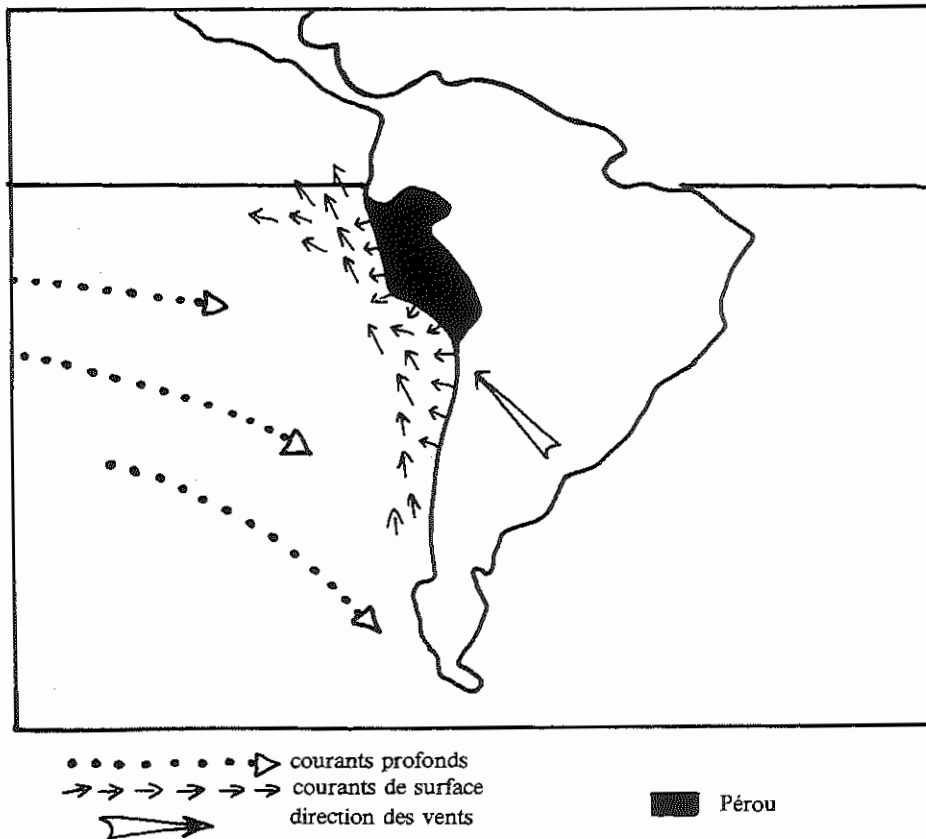 courants profonds
courants de surface
direction des vents
Pérou